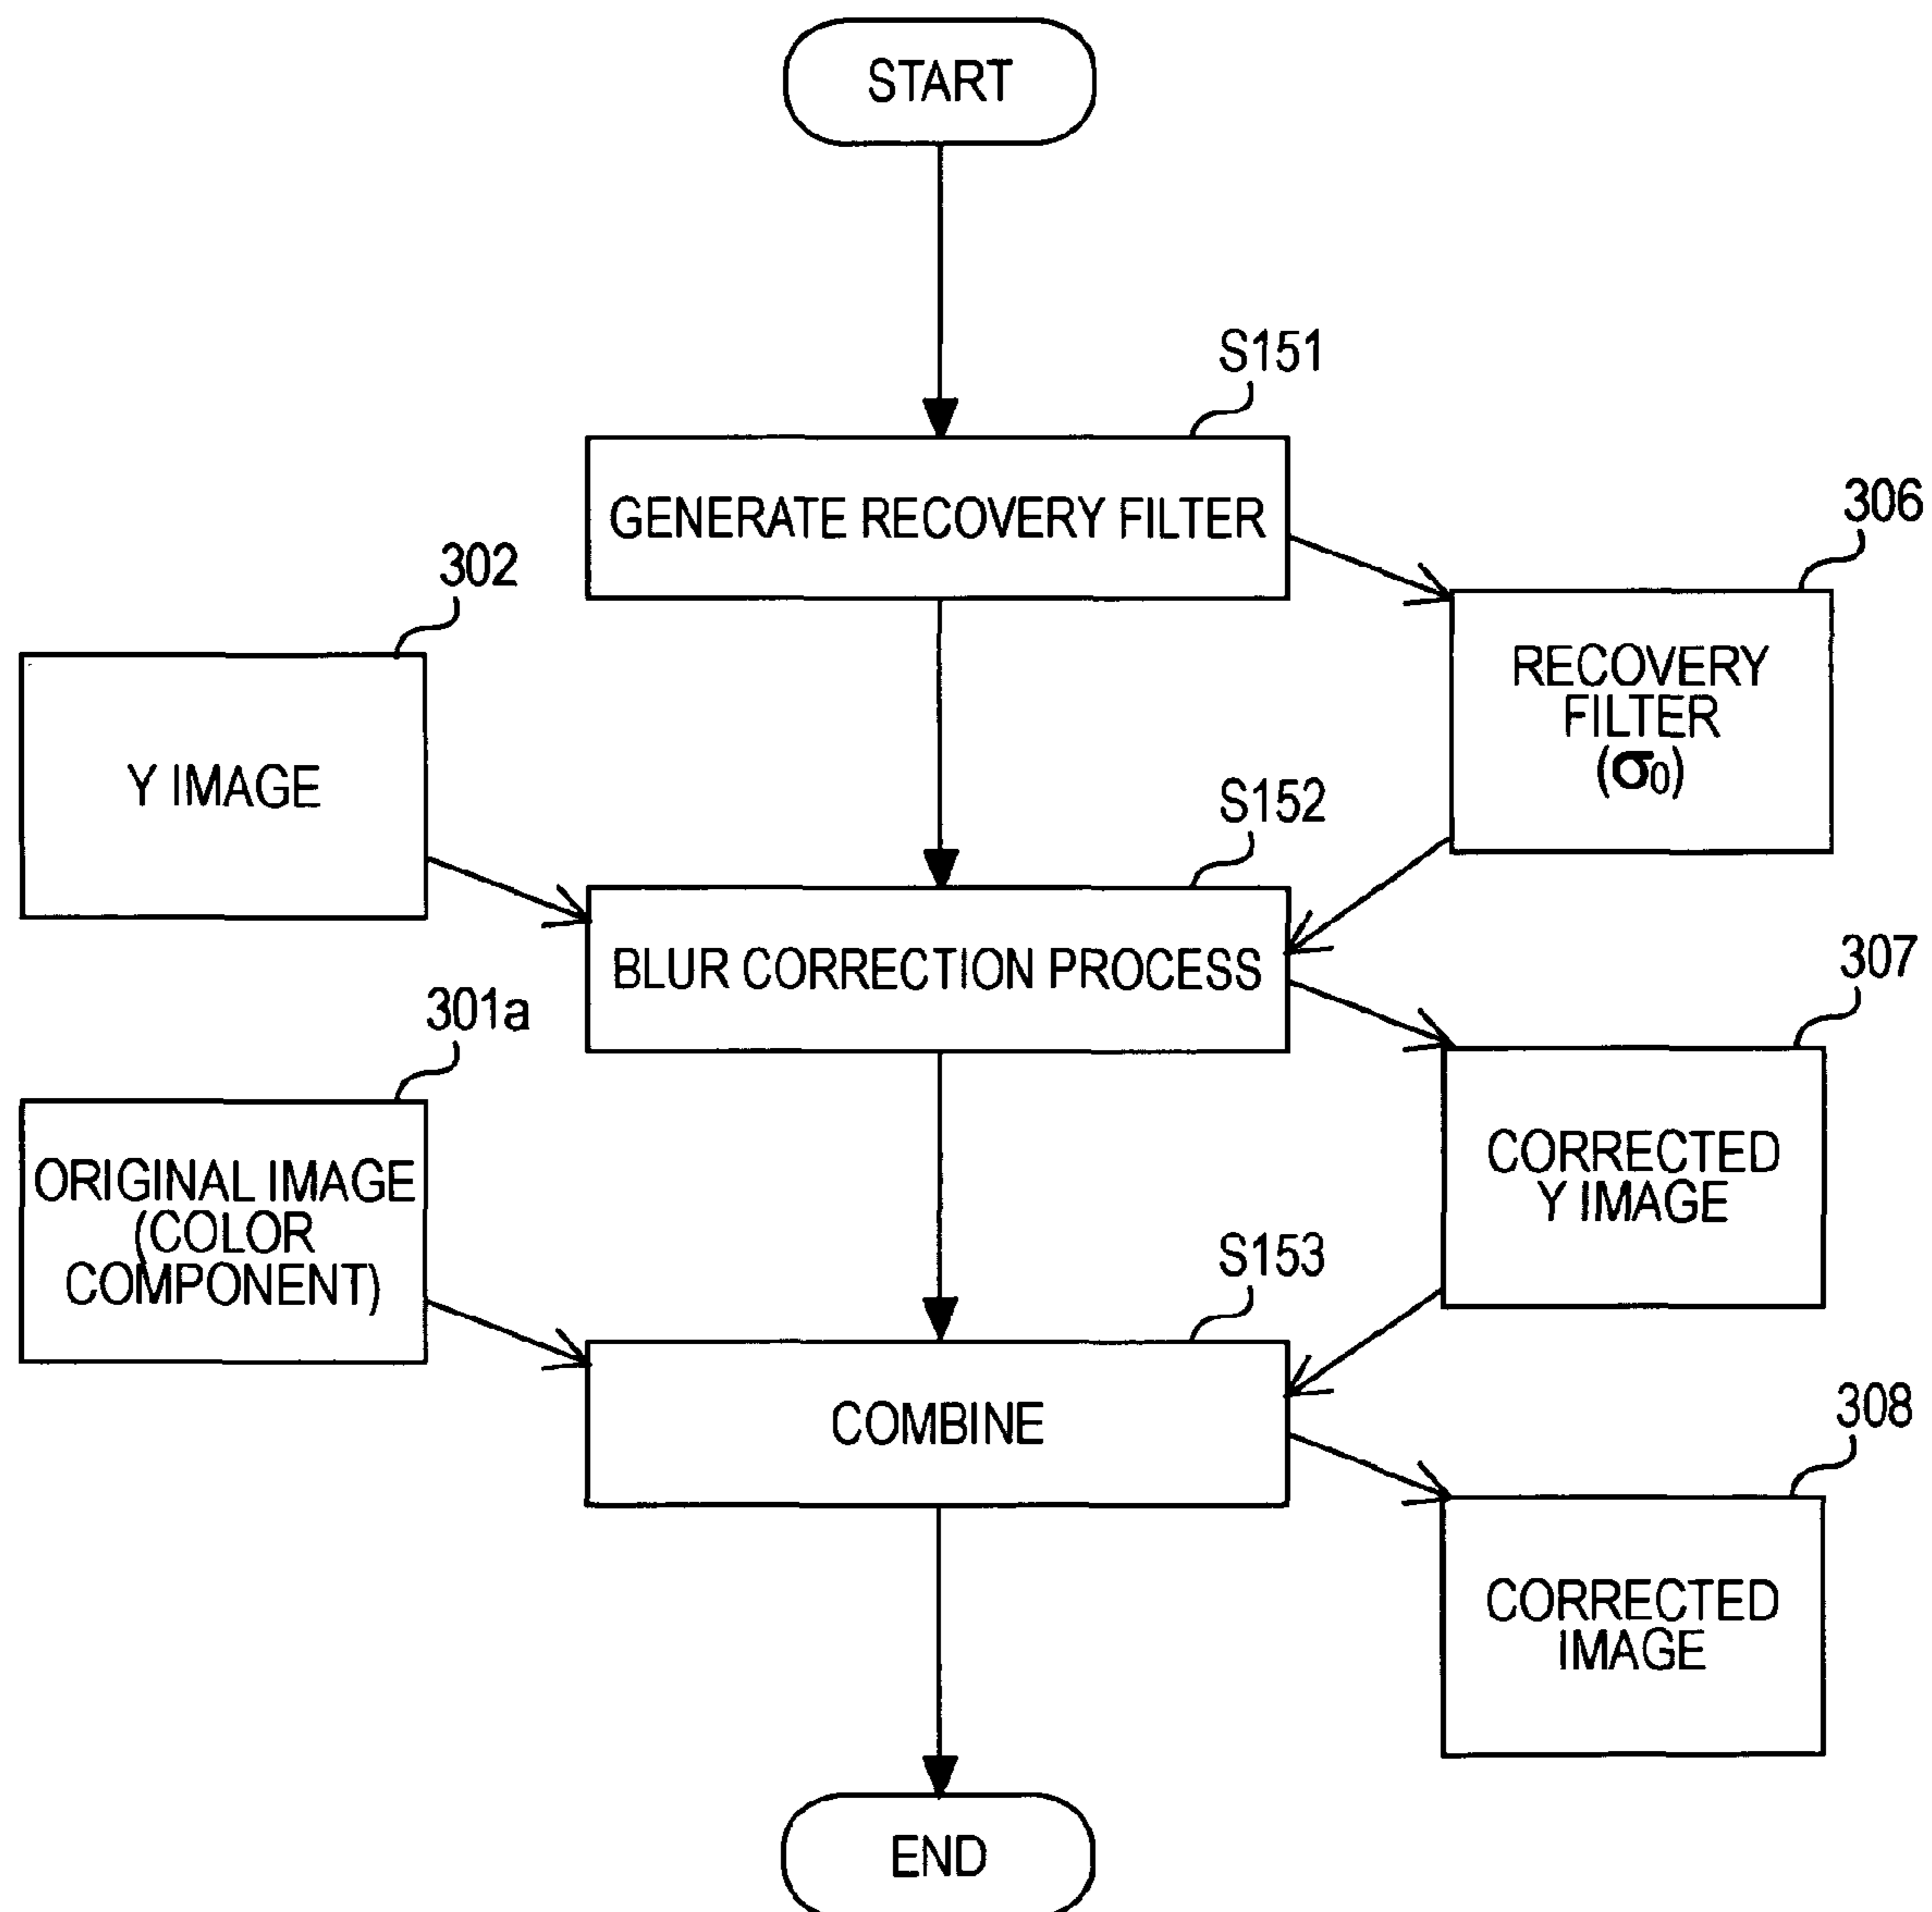 START
S151
GENERATE RECOVERY FILTER
306
RECOVERY
FILTER
(σ0)
302
Y IMAGE
S152
BLUR CORRECTION PROCESS
307
CORRECTED
Y IMAGE
301a
ORIGINAL IMAGE
(COLOR
COMPONENT)
S153
COMBINE
308
CORRECTED
IMAGE
END